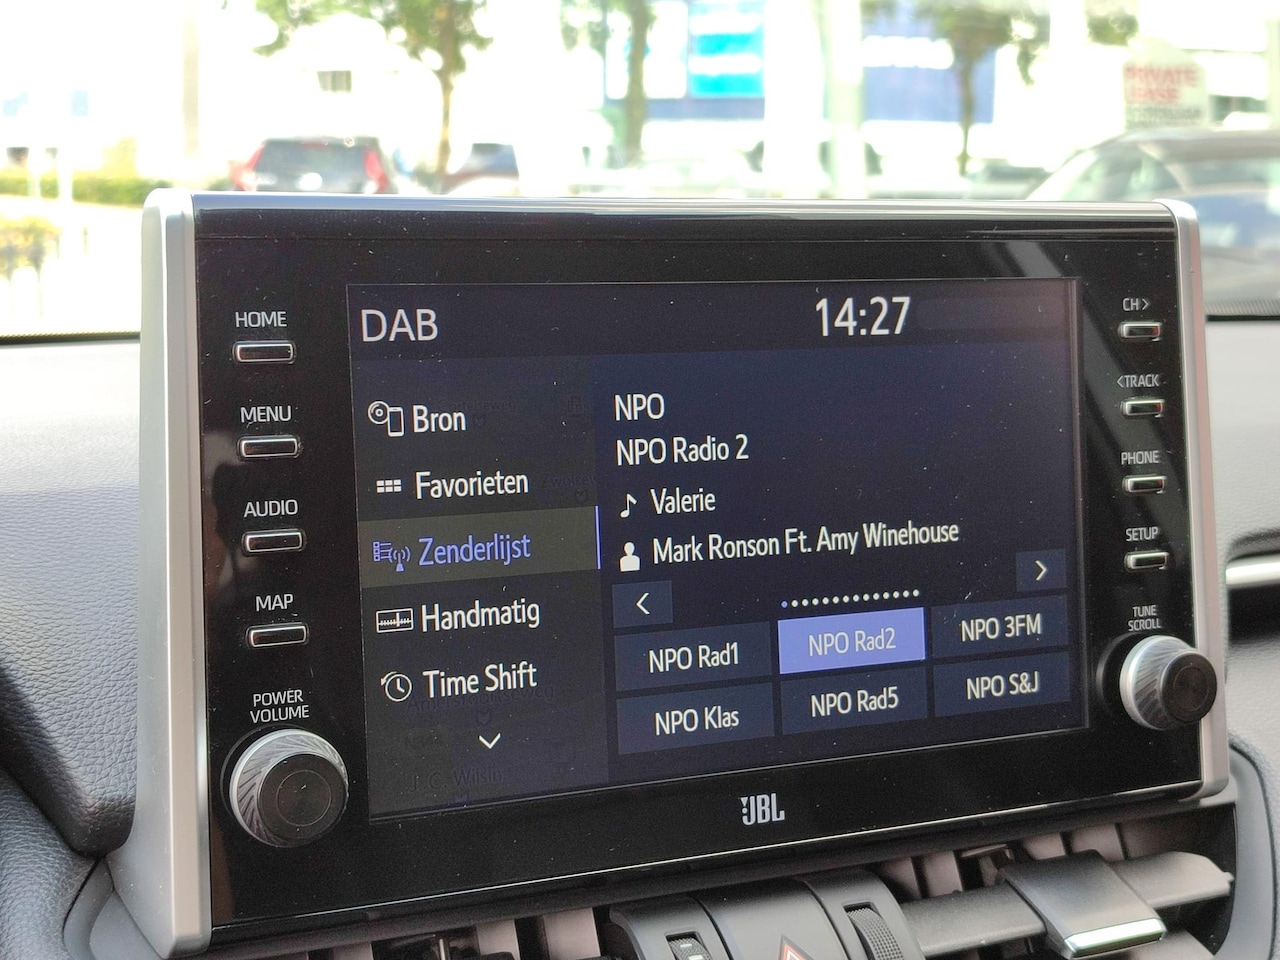 PRIVATE
LEASE
HOME
MENU
AUDIO
MAP
POWER
VOLUME
DAB
14:27
Bron
Favorieten
Zenderlijst
Handmatig
Time Shift
NPO
NPO Radio 2
Valerie
Mark Ronson Ft. Amy Winehouse
<
>
NPO Rad1
NPO Rad2
NPO 3FM
NPO Klas
NPO Rad5
NPO S&J
CH>
<TRACK
PHONE
SETUP
TUNE
SCROLL
JBL